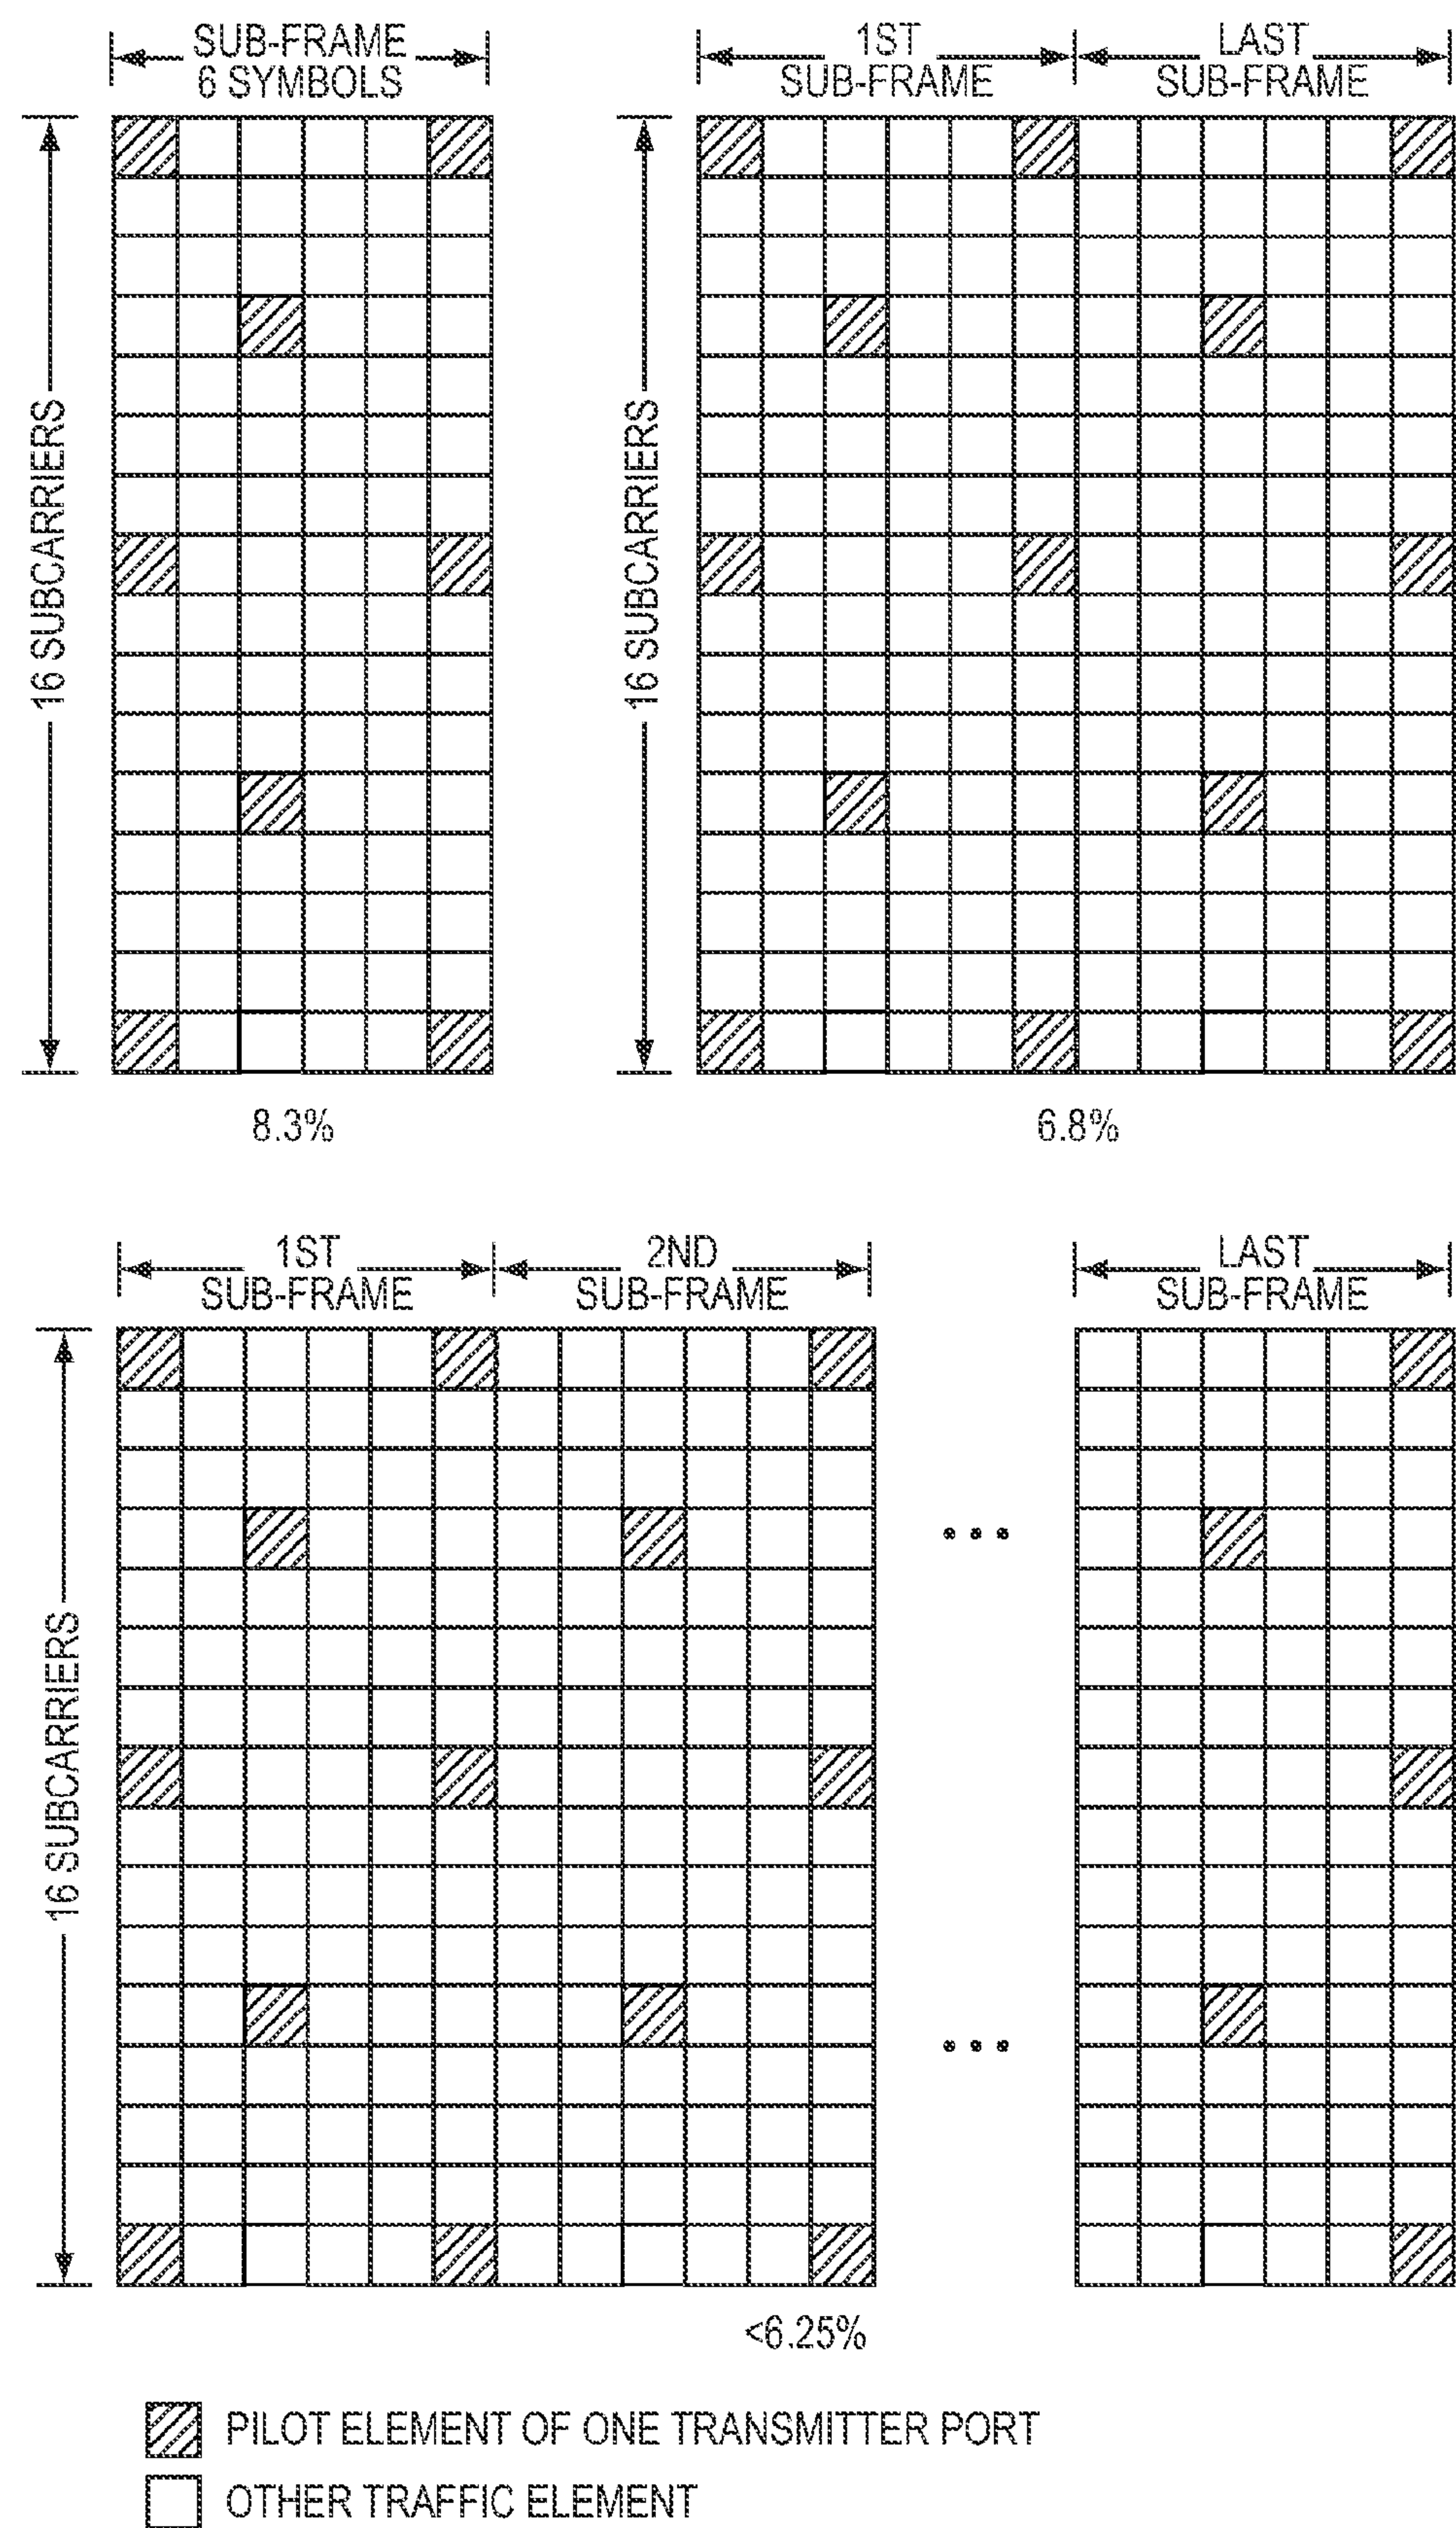 SUB-FRAME
6 SYMBOLS
1ST
SUB-FRAME
LAST
SUB-FRAME
16 SUBCARRIERS
16 SUBCARRIERS
8.3%
6.8%
1ST
SUB-FRAME
2ND
SUB-FRAME
LAST
SUB-FRAME
16 SUBCARRIERS
<6.25%
PILOT ELEMENT OF ONE TRANSMITTER PORT
OTHER TRAFFIC ELEMENT